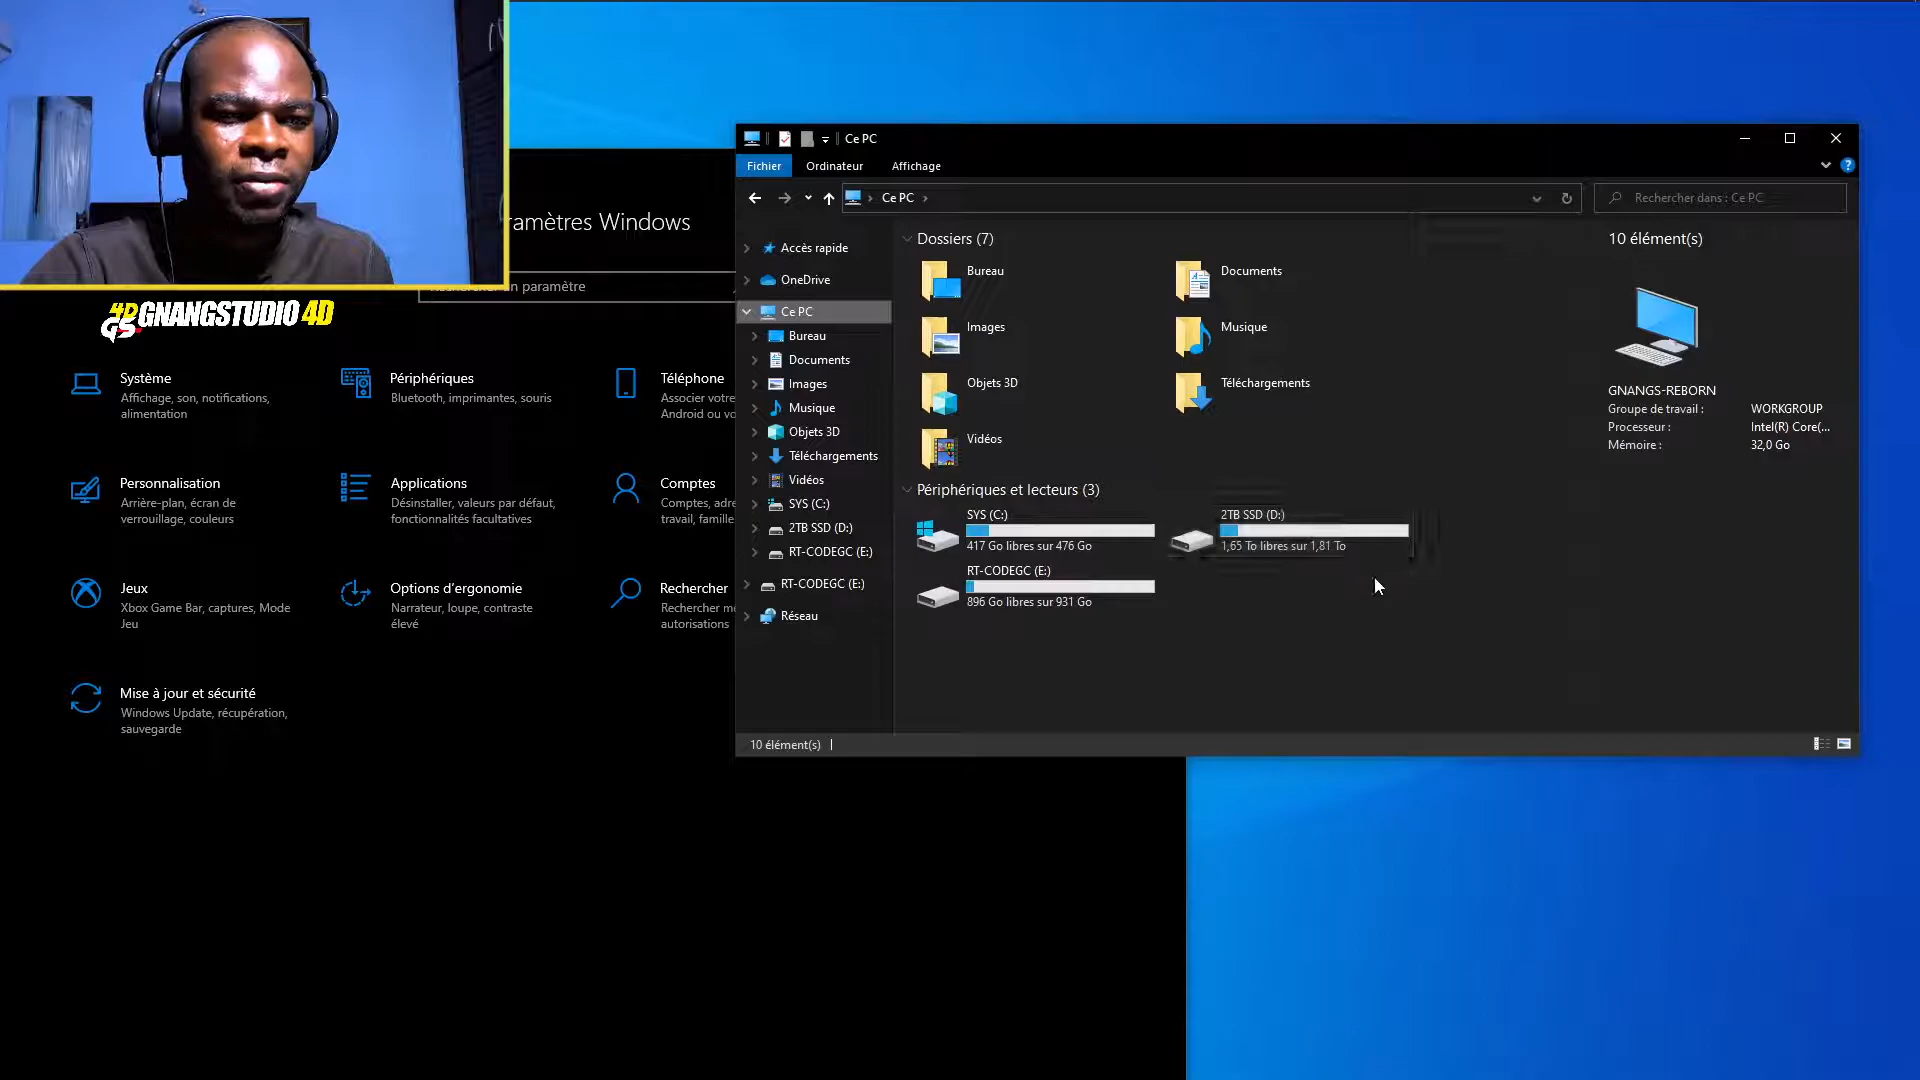 4D
GS GNANGSTUDIO 4D
ramètres Windows
un paramètre
Système
Affichage, son, notifications,
alimentation
Périphériques
Bluetooth, imprimantes, souris
Téléphone
Associer votre
Android ou vo
Personnalisation
Arrière-plan, écran de
verrouillage, couleurs
Applications
Désinstaller, valeurs par défaut,
fonctionnalités facultatives
Comptes
Comptes, adre
travail, famille
Jeux
Xbox Game Bar, captures, Mode
Jeu
Options d'ergonomie
Narrateur, loupe, contraste
élevé
Rechercher
Rechercher m
autorisations
Mise à jour et sécurité
Windows Update, récupération,
sauvegarde
Ce PC
Fichier Ordinateur Affichage
Ce PC
Rechercher dans : Ce PC
Accès rapide
OneDrive
Ce PC
Bureau
Documents
Images
Musique
Objets 3D
Téléchargements
Vidéos
SYS (C:)
2TB SSD (D:)
RT-CODEGC (E:)
RT-CODEGC (E:)
Réseau
Dossiers (7)
Bureau
Documents
Images
Musique
Objets 3D
Téléchargements
Vidéos
Périphériques et lecteurs (3)
SYS (C:)
417 Go libres sur 476 Go
2TB SSD (D:)
1,65 To libres sur 1,81 To
RT-CODEGC (E:)
896 Go libres sur 931 Go
10 élément(s)
GNANGS-REBORN
Groupe de travail : WORKGROUP
Processeur : Intel(R) Core(...
Mémoire : 32,0 Go
10 élément(s)